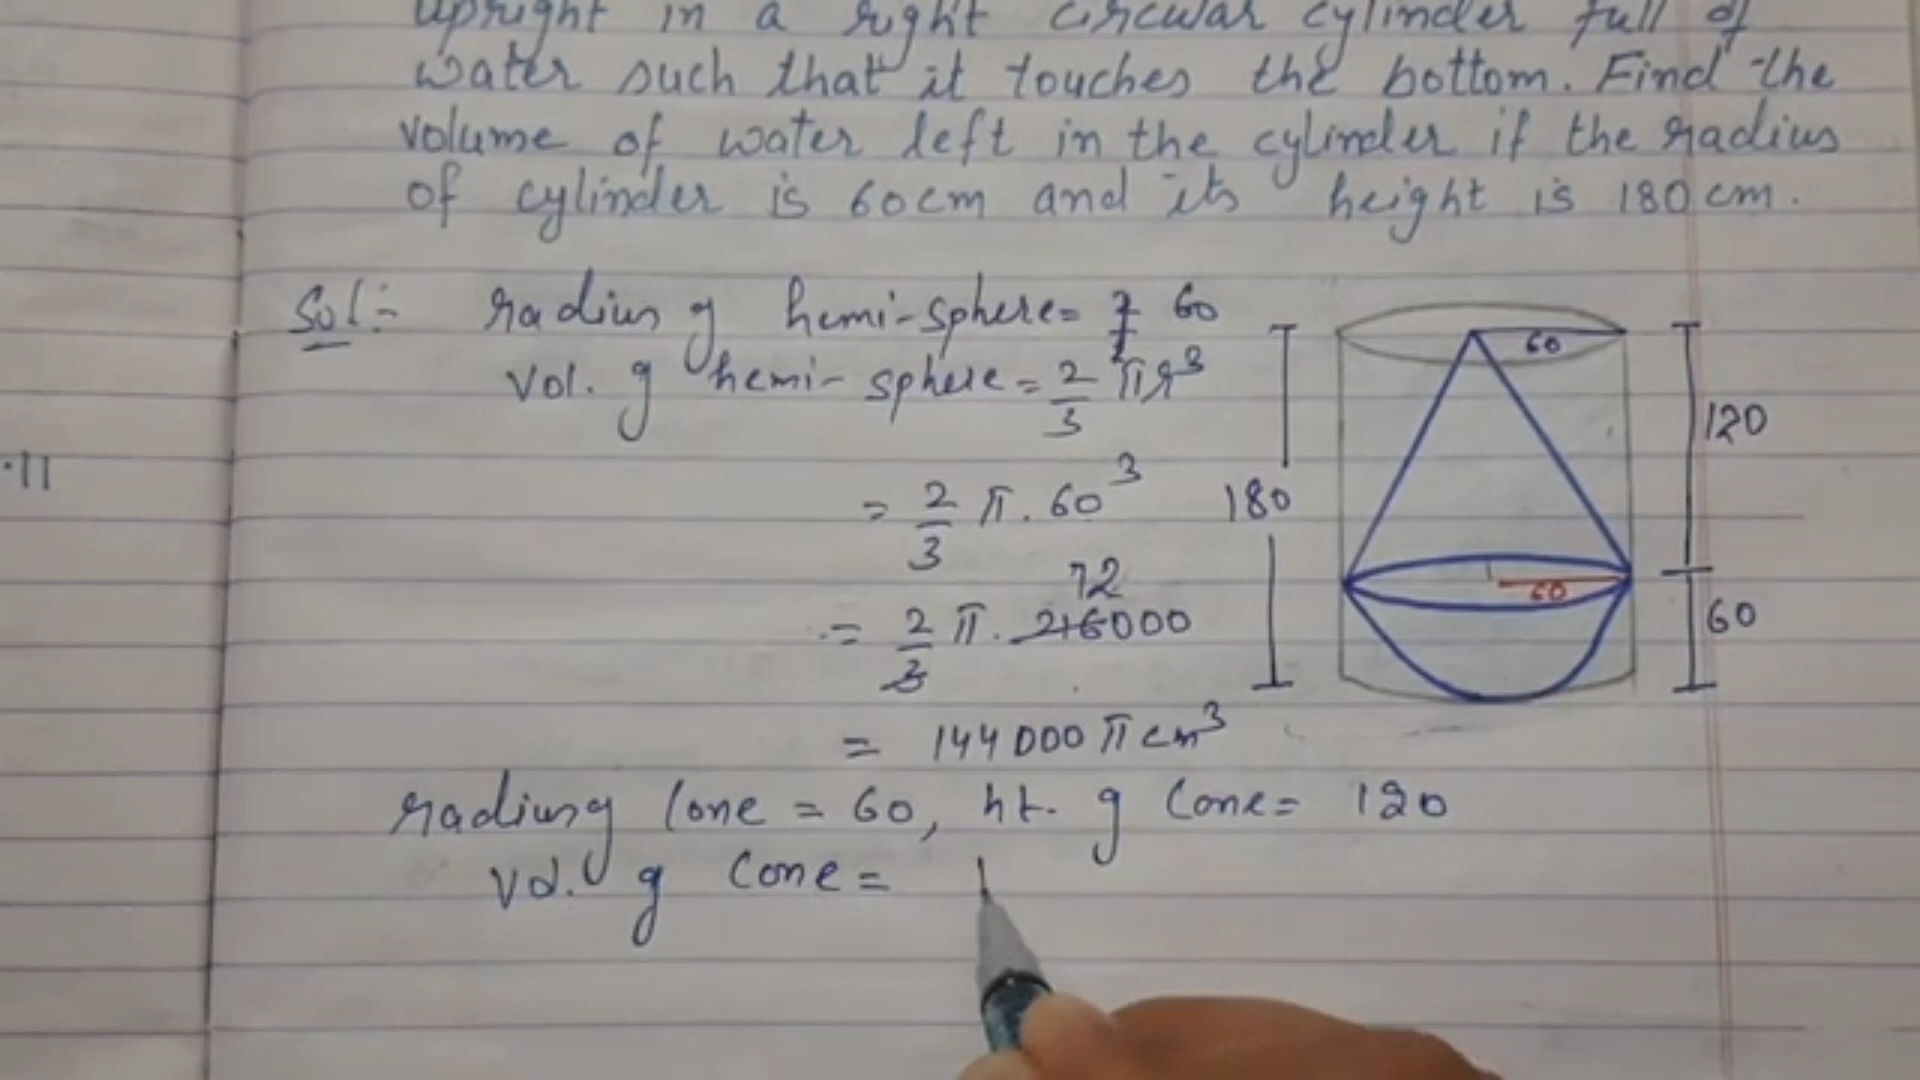 upright in a right circular cylinder full of
water such that it touches the bottom. Find the
volume of water left in the cylinder if the radius
of cylinder is 60cm and its height is 180cm.
Sol:- radius of hemi-sphere= 60
vol. of hemi-sphere = 2/3 πr³
= 2/3 π. 60³
72
= 2/3 π. 216000
= 144000 π cm³
radius of Cone = 60, ht. of Cone = 120
Vol. of Cone =
.11
60
120
180
60
60